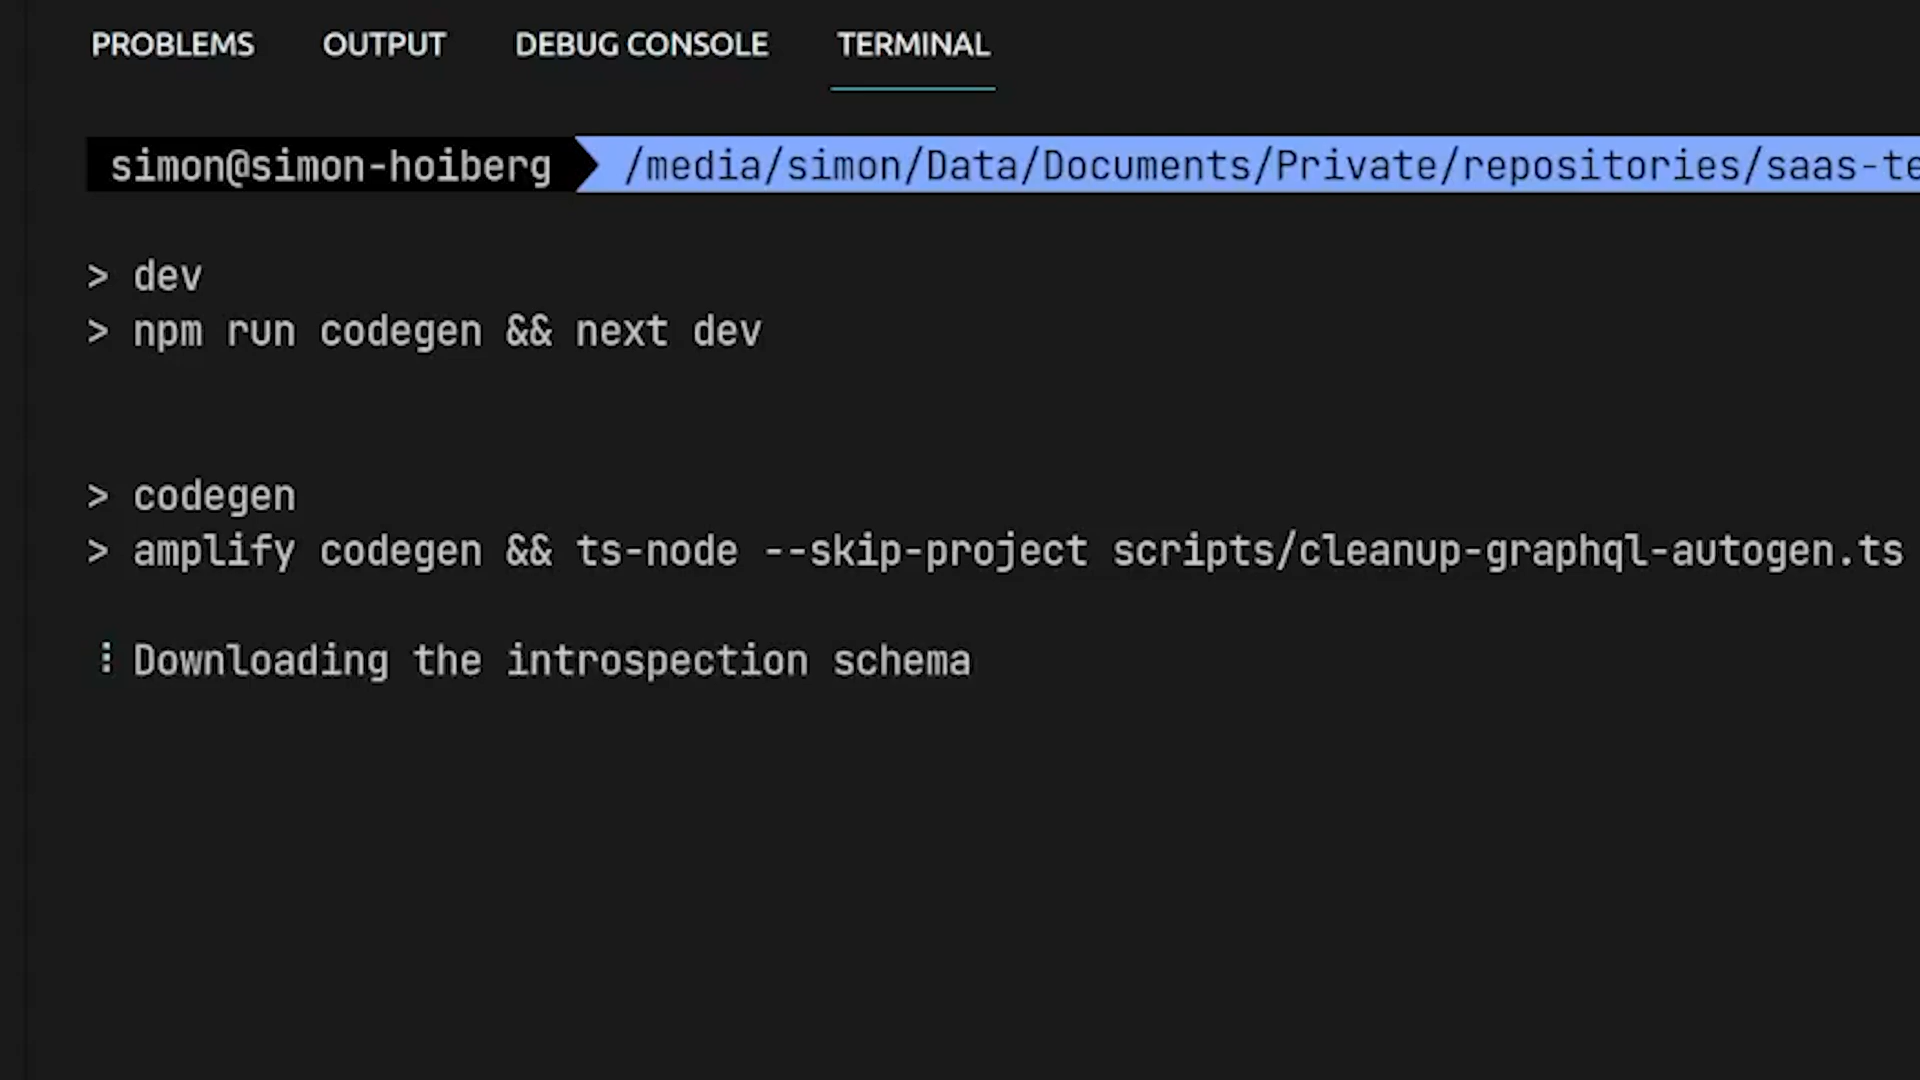 PROBLEMS OUTPUT DEBUG CONSOLE TERMINAL
simon@simon-hoiberg /media/simon/Data/Documents/Private/repositories/saas-te
> dev
> npm run codegen && next dev
> codegen
> amplify codegen && ts-node --skip-project scripts/cleanup-graphql-autogen.ts
⁝ Downloading the introspection schema